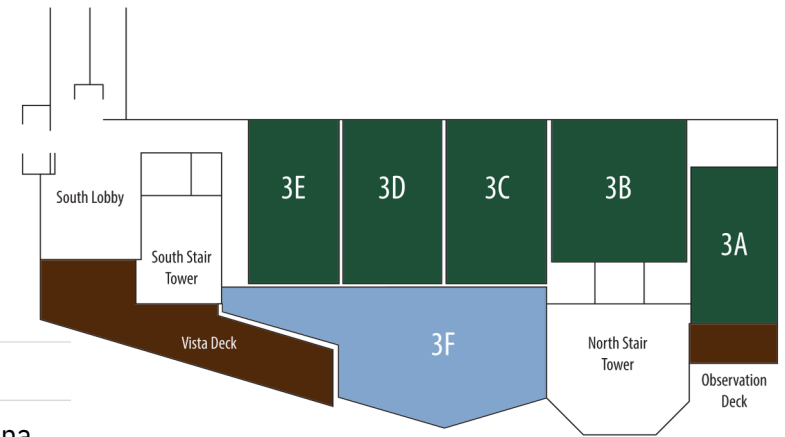 3E
3D
3C
3B
3A
South Lobby
South Stair
Tower
Vista Deck
3F
North Stair
Tower
Observation
Deck